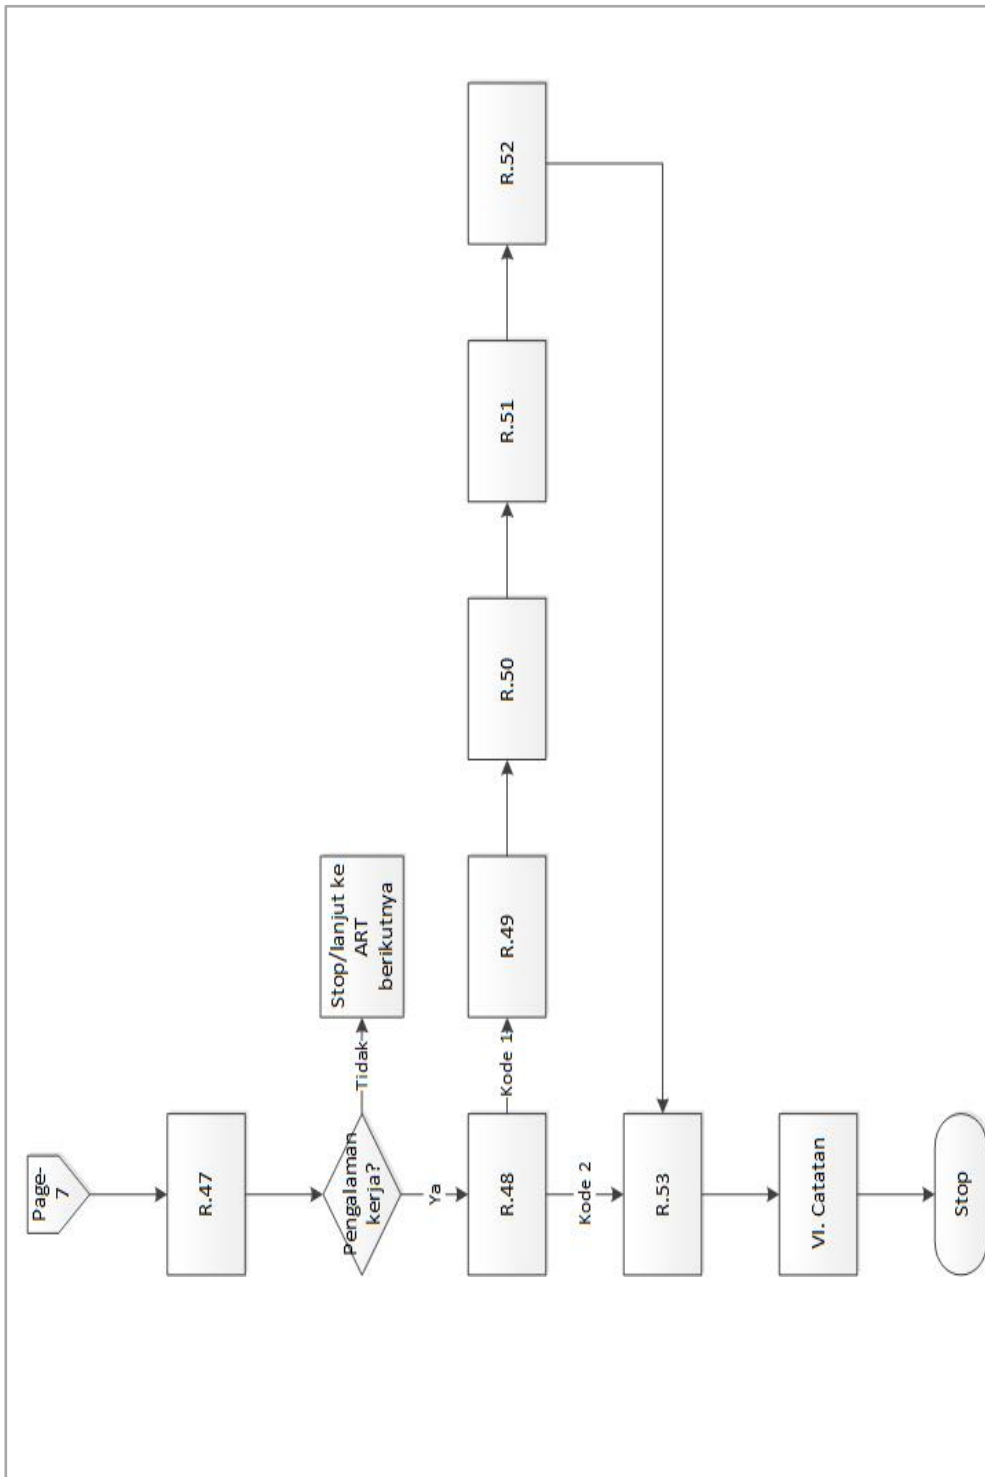 Page-
7
R.47
Pengalaman
kerja?
Tidak
Stop/lanjut ke
ART
berikutnya
Ya
R.48
Kode 1
R.49
R.50
R.51
R.52
Kode 2
R.53
VI. Catatan
Stop